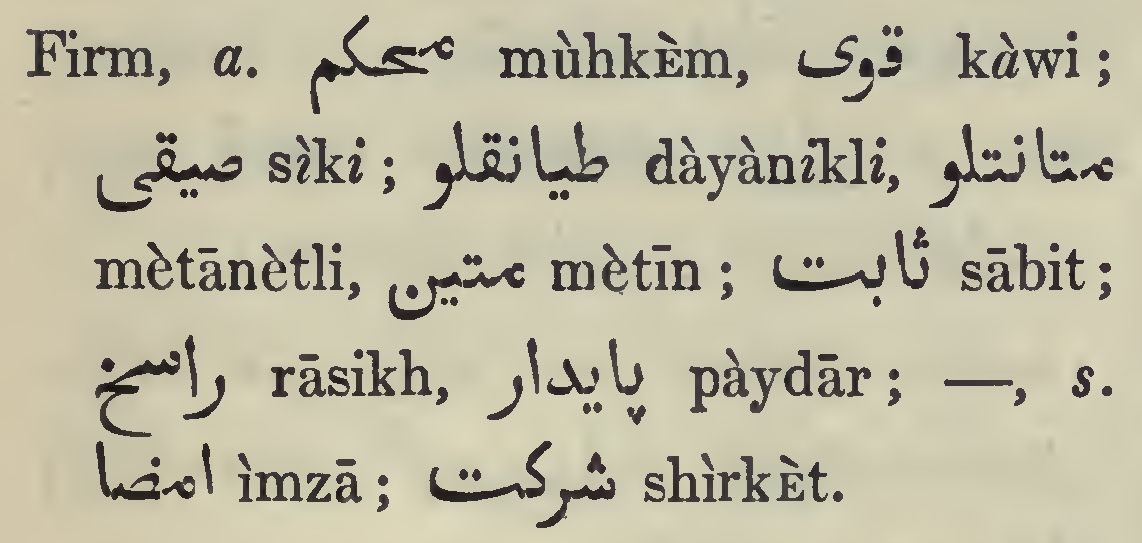 Firm, a. محكم mùhkÈm, قوى kàwi;
صيقى sìki; طيانقلو dàyànikli, متانتلو
mètānètli, متين mètīn; ثابت sābit;
راسخ rāsikh, پايدار pàydār; —, s.
امضا ìmzā; شركت shìrkÈt.